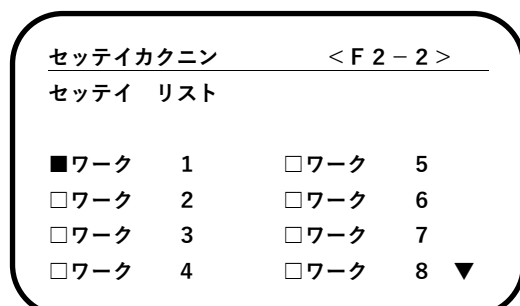 セッテイカクニン ＜F2－2＞
セッテイ リスト
■ワーク 1 □ワーク 5
□ワーク 2 □ワーク 6
□ワーク 3 □ワーク 7
□ワーク 4 □ワーク 8 ▼